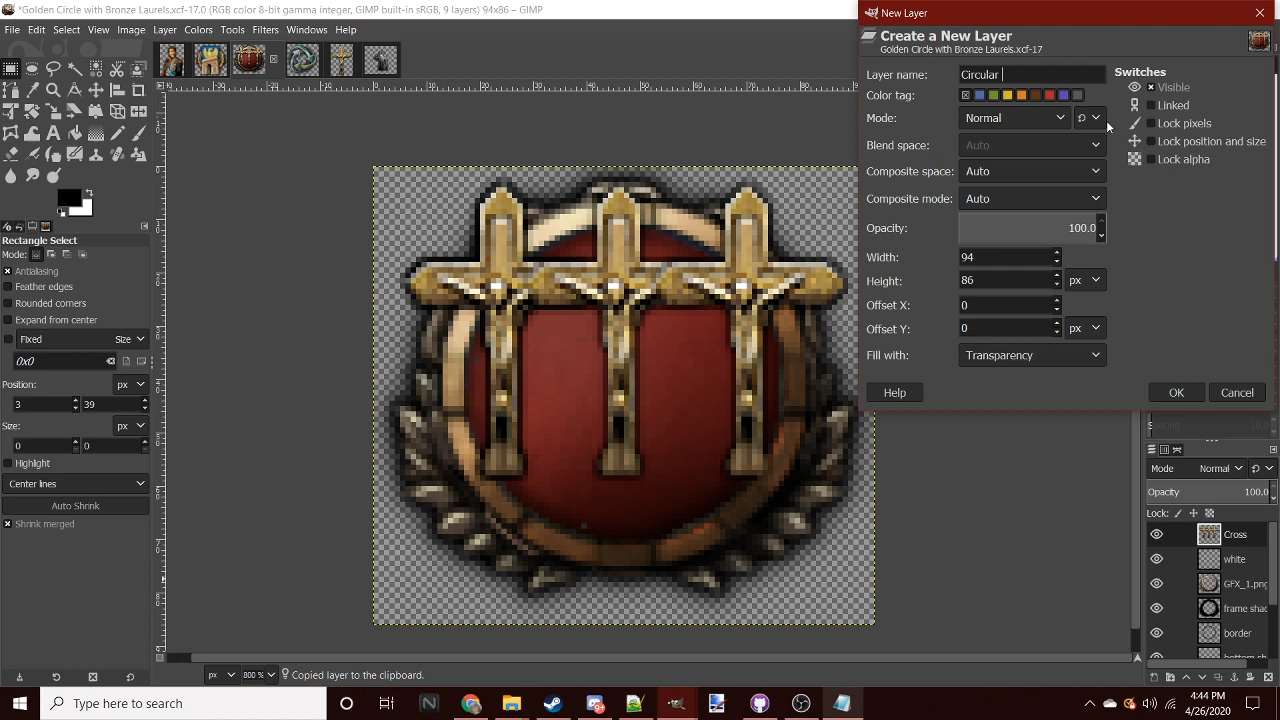 *Golden Circle with Bronze Laurels.xcf-17.0 (RGB color 8-bit gamma integer, GIMP built-in sRGB, 9 layers) 94x86 – GIMP
File Edit Select View Image Layer Colors Tools Filters Windows Help
Rectangle Select
Mode:
Antialiasing
Feather edges
Rounded corners
Expand from center
Fixed Size
0x0
Position:
px
3 39
Size:
px
0 0
Highlight
Center lines
Auto Shrink
Shrink merged
px 800 % Copied layer to the clipboard.
New Layer
Create a New Layer
Golden Circle with Bronze Laurels.xcf-17
Layer name: Circular
Color tag:
Mode: Normal
Blend space: Auto
Composite space: Auto
Composite mode: Auto
Opacity: 100.0
Width: 94
Height: 86 px
Offset X: 0
Offset Y: 0 px
Fill with: Transparency
Switches
Visible
Linked
Lock pixels
Lock position and size
Lock alpha
Help OK Cancel
Mode Normal
Opacity 100.0
Lock:
Cross
white
GFX_1.png
frame shad
border
Type here to search
4:44 PM
4/26/2020